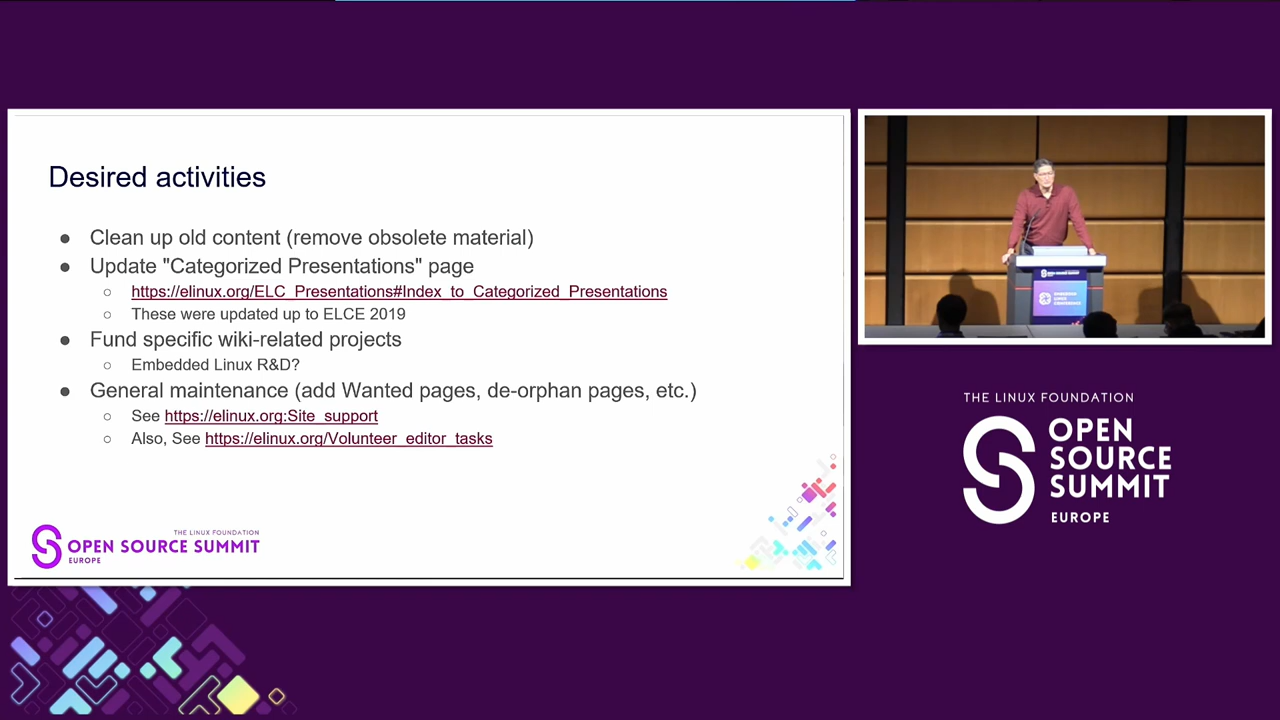 Desired activities
● Clean up old content (remove obsolete material)
● Update "Categorized Presentations" page
○ https://elinux.org/ELC_Presentations#Index_to_Categorized_Presentations
○ These were updated up to ELCE 2019
● Fund specific wiki-related projects
○ Embedded Linux R&D?
● General maintenance (add Wanted pages, de-orphan pages, etc.)
○ See https://elinux.org:Site_support
○ Also, See https://elinux.org/Volunteer_editor_tasks
THE LINUX FOUNDATION
OPEN SOURCE SUMMIT
EUROPE
THE LINUX FOUNDATION
OPEN
SOURCE
SUMMIT
EUROPE